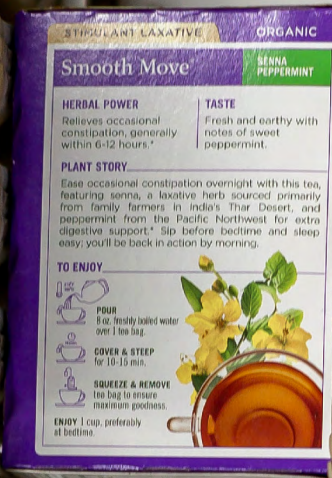 STIMULANT LAXATIVE
ORGANIC
Smooth Move
SENNA
PEPPERMINT
HERBAL POWER
Relieves occasional
constipation, generally
within 6-12 hours.*
TASTE
Fresh and earthy with
notes of sweet
peppermint.
PLANT STORY
Ease occasional constipation overnight with this tea,
featuring senna, a laxative herb sourced primarily
from family farmers in India's Thar Desert, and
peppermint from the Pacific Northwest for extra
digestive support.* Sip before bedtime and sleep
easy; you'll be back in action by morning.
TO ENJOY
POUR
8 oz. freshly boiled water
over 1 tea bag.
COVER & STEEP
for 10-15 min.
SQUEEZE & REMOVE
tea bag to ensure
maximum goodness.
ENJOY 1 cup, preferably
at bedtime.